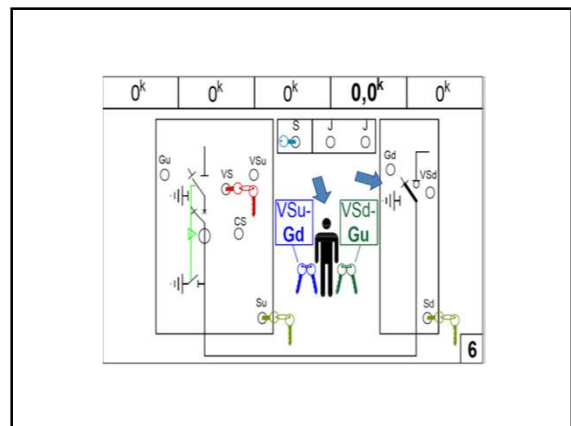 0k 0k 0k 0,0k 0k
S J J
Gu VS VSu
Gd VSd
CS
VSu-
Gd
VSd-
Gu
Su Sd
6